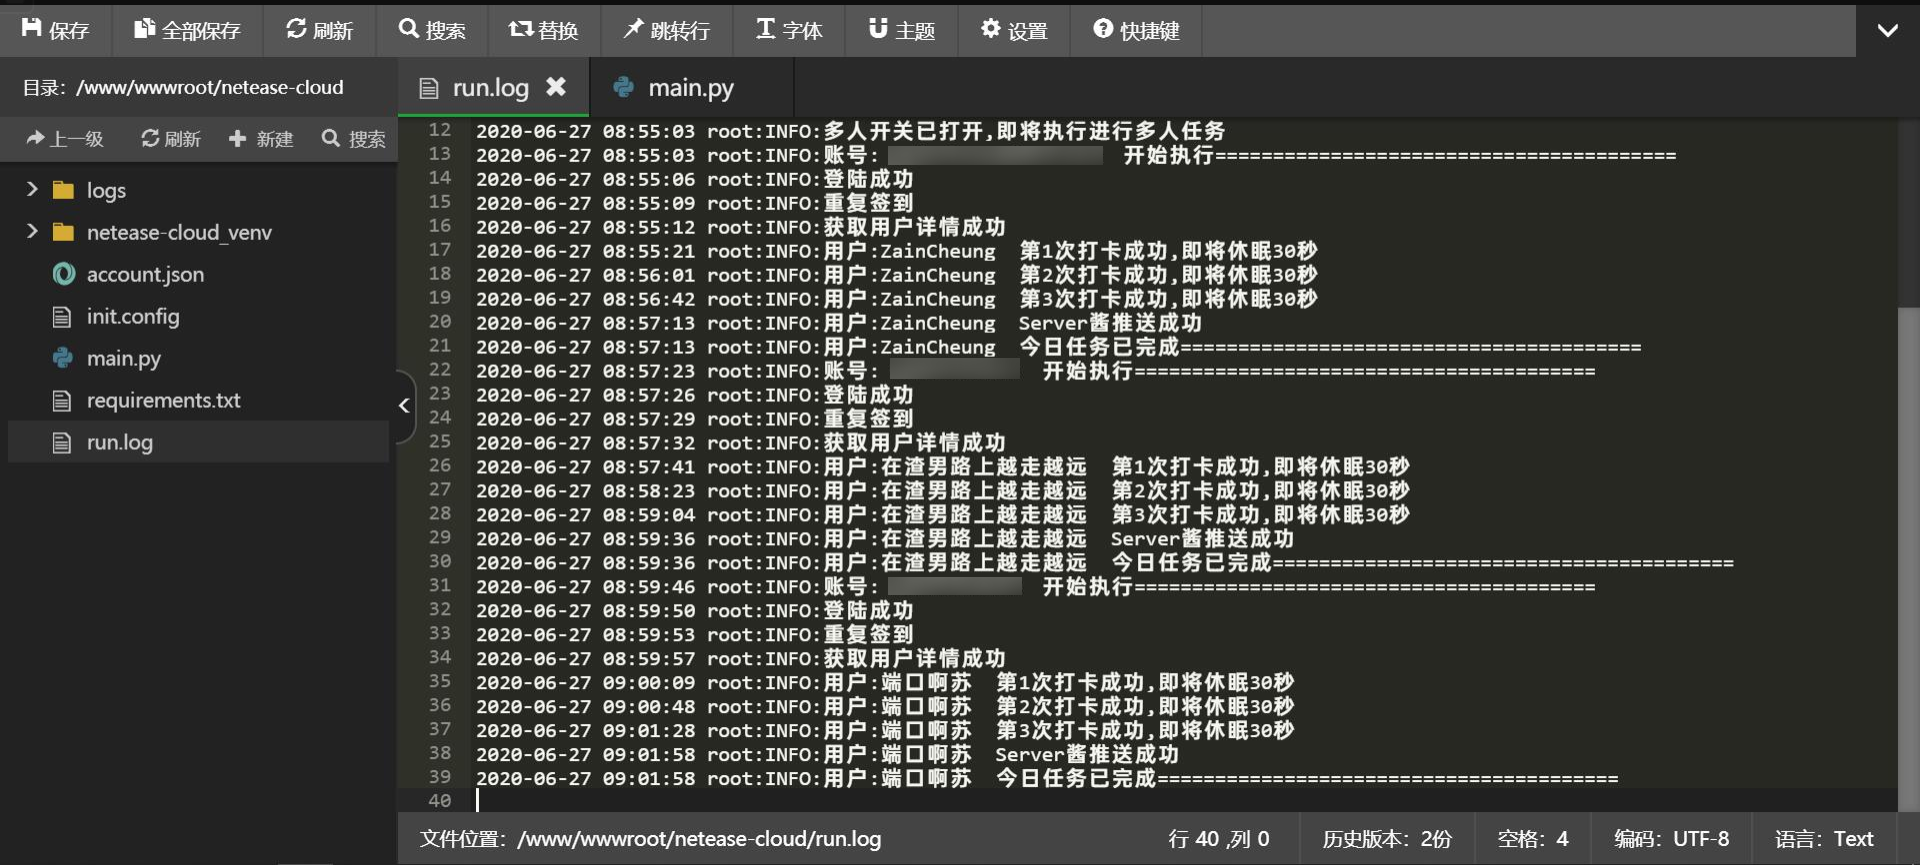 保存 全部保存 刷新 搜索 替换 跳转行 字体 主题 设置 快捷键
目录：/www/wwwroot/netease-cloud
上一级 刷新 新建 搜索
logs
netease-cloud_venv
account.json
init.config
main.py
requirements.txt
run.log
run.log main.py
12 2020-06-27 08:55:03 root:INFO:多人开关已打开,即将执行进行多人任务
13 2020-06-27 08:55:03 root:INFO:账号: 开始执行========================================
14 2020-06-27 08:55:06 root:INFO:登陆成功
15 2020-06-27 08:55:09 root:INFO:重复签到
16 2020-06-27 08:55:12 root:INFO:获取用户详情成功
17 2020-06-27 08:55:21 root:INFO:用户:ZainCheung  第1次打卡成功,即将休眠30秒
18 2020-06-27 08:56:01 root:INFO:用户:ZainCheung  第2次打卡成功,即将休眠30秒
19 2020-06-27 08:56:42 root:INFO:用户:ZainCheung  第3次打卡成功,即将休眠30秒
20 2020-06-27 08:57:13 root:INFO:用户:ZainCheung  Server酱推送成功
21 2020-06-27 08:57:13 root:INFO:用户:ZainCheung  今日任务已完成========================================
22 2020-06-27 08:57:23 root:INFO:账号: 开始执行========================================
23 2020-06-27 08:57:26 root:INFO:登陆成功
24 2020-06-27 08:57:29 root:INFO:重复签到
25 2020-06-27 08:57:32 root:INFO:获取用户详情成功
26 2020-06-27 08:57:41 root:INFO:用户:在渣男路上越走越远  第1次打卡成功,即将休眠30秒
27 2020-06-27 08:58:23 root:INFO:用户:在渣男路上越走越远  第2次打卡成功,即将休眠30秒
28 2020-06-27 08:59:04 root:INFO:用户:在渣男路上越走越远  第3次打卡成功,即将休眠30秒
29 2020-06-27 08:59:36 root:INFO:用户:在渣男路上越走越远  Server酱推送成功
30 2020-06-27 08:59:36 root:INFO:用户:在渣男路上越走越远  今日任务已完成========================================
31 2020-06-27 08:59:46 root:INFO:账号: 开始执行========================================
32 2020-06-27 08:59:50 root:INFO:登陆成功
33 2020-06-27 08:59:53 root:INFO:重复签到
34 2020-06-27 08:59:57 root:INFO:获取用户详情成功
35 2020-06-27 09:00:09 root:INFO:用户:端口啊苏  第1次打卡成功,即将休眠30秒
36 2020-06-27 09:00:48 root:INFO:用户:端口啊苏  第2次打卡成功,即将休眠30秒
37 2020-06-27 09:01:28 root:INFO:用户:端口啊苏  第3次打卡成功,即将休眠30秒
38 2020-06-27 09:01:58 root:INFO:用户:端口啊苏  Server酱推送成功
39 2020-06-27 09:01:58 root:INFO:用户:端口啊苏  今日任务已完成========================================
40
文件位置：/www/wwwroot/netease-cloud/run.log 行 40 ,列 0 历史版本：2份 空格：4 编码：UTF-8 语言：Text